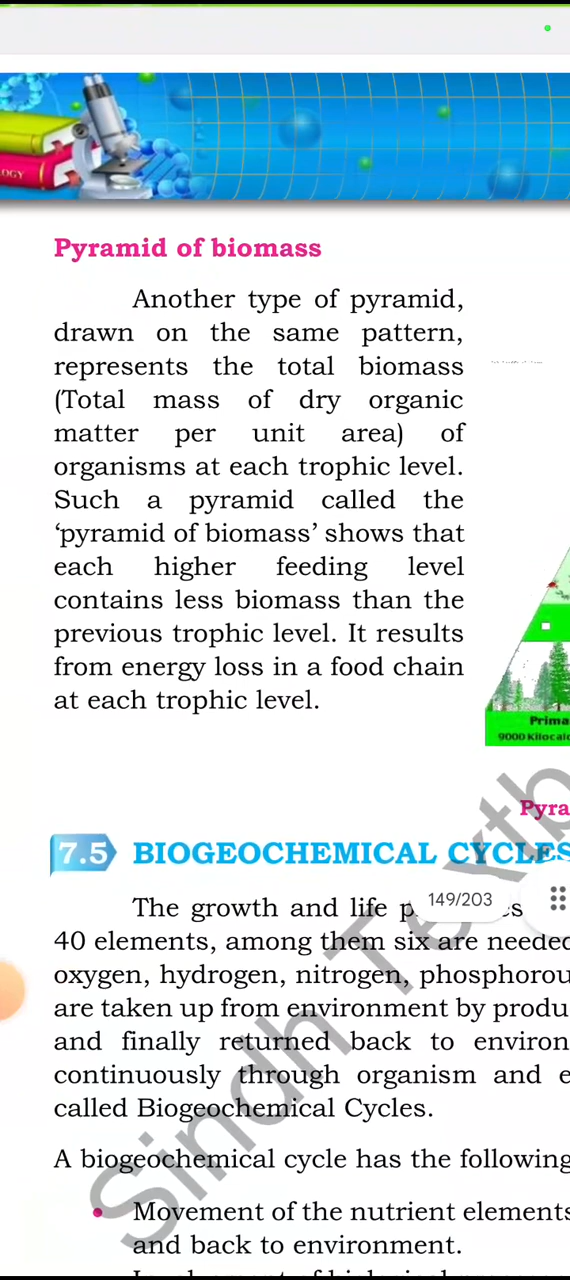 OGY
Pyramid of biomass
Another type of pyramid,
drawn on the same pattern,
represents the total biomass
(Total mass of dry organic
matter per unit area) of
organisms at each trophic level.
Such a pyramid called the
‘pyramid of biomass’ shows that
each higher feeding level
contains less biomass than the
previous trophic level. It results
from energy loss in a food chain
at each trophic level.
Prima
9000 Kilocalo
Pyra
7.5 BIOGEOCHEMICAL CYCLES
The growth and life p es
149/203
40 elements, among them six are needed
oxygen, hydrogen, nitrogen, phosphorou
are taken up from environment by produ
and finally returned back to environ
continuously through organism and e
called Biogeochemical Cycles.
A biogeochemical cycle has the following
• Movement of the nutrient elements
and back to environment.
Sindh Textb